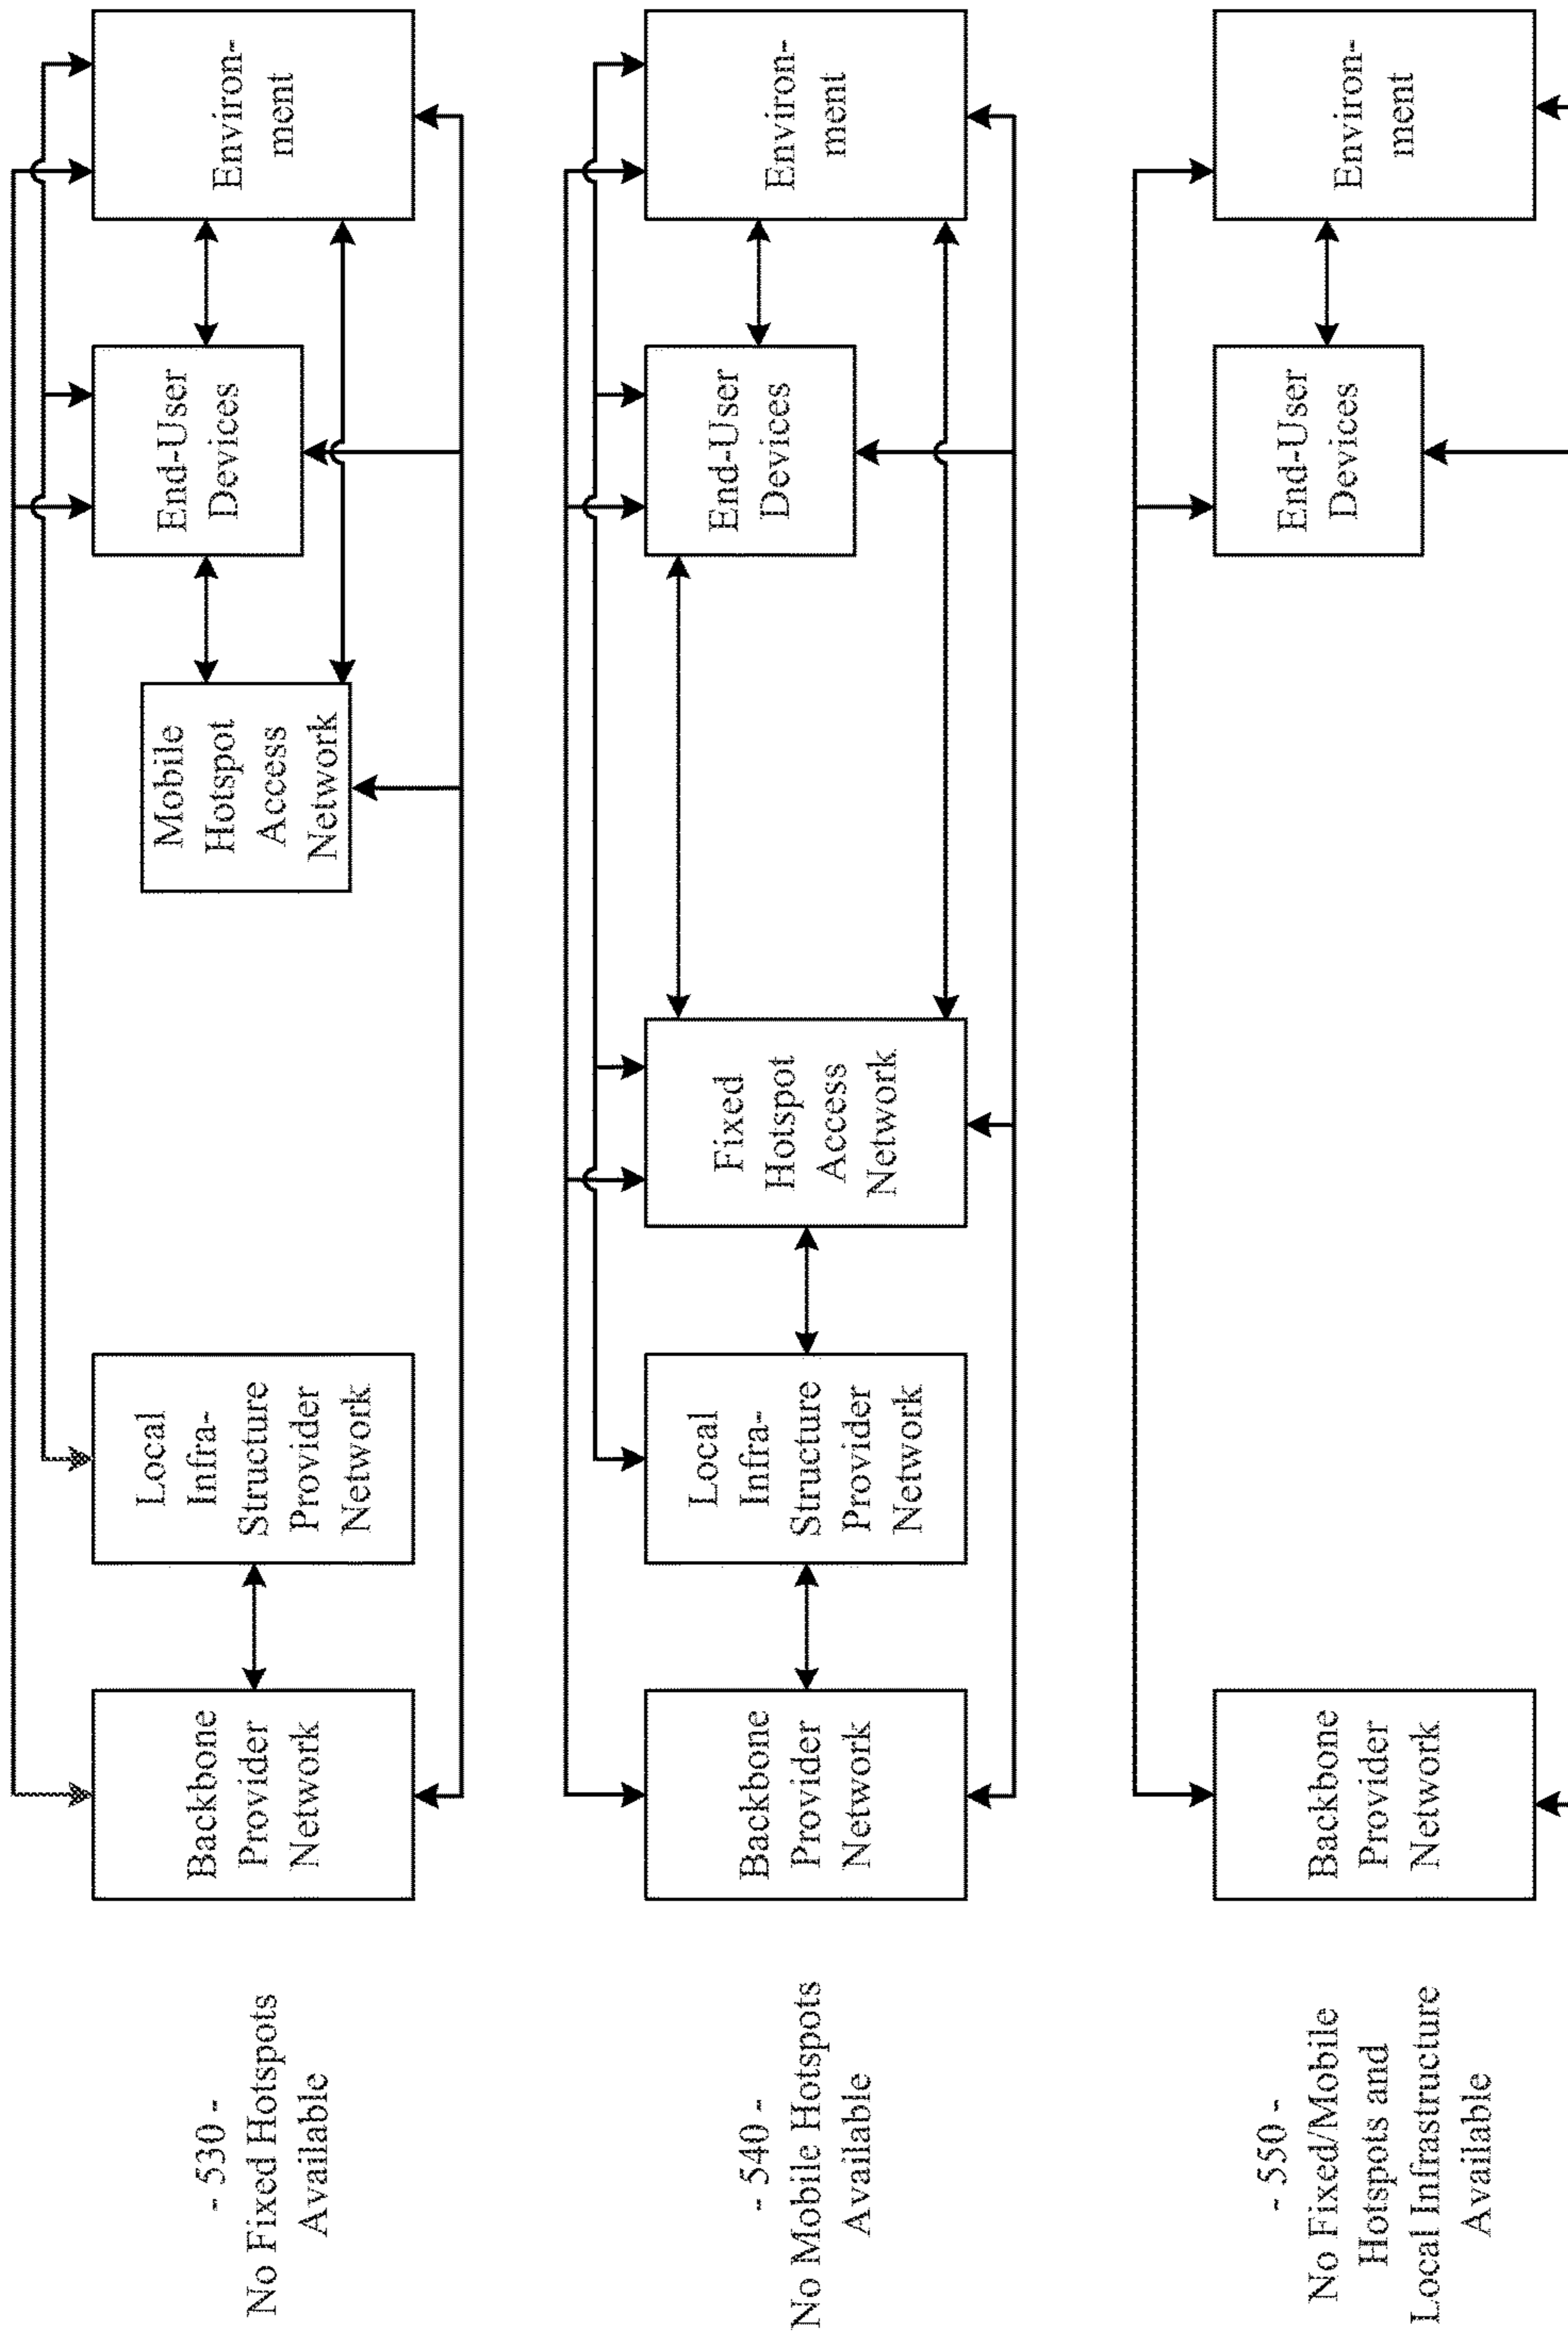 - 530 -
No Fixed Hotspots
Available
Backbone
Provider
Network
Local
Infra-
Structure
Provider
Network
Mobile
Hotspot
Access
Network
End-User
Devices
Environ-
ment
- 540 -
No Mobile Hotspots
Available
Backbone
Provider
Network
Local
Infra-
Structure
Provider
Network
Fixed
Hotspot
Access
Network
End-User
Devices
Environ-
ment
- 550 -
No Fixed/Mobile
Hotspots and
Local Infrastructure
Available
Backbone
Provider
Network
End-User
Devices
Environ-
ment